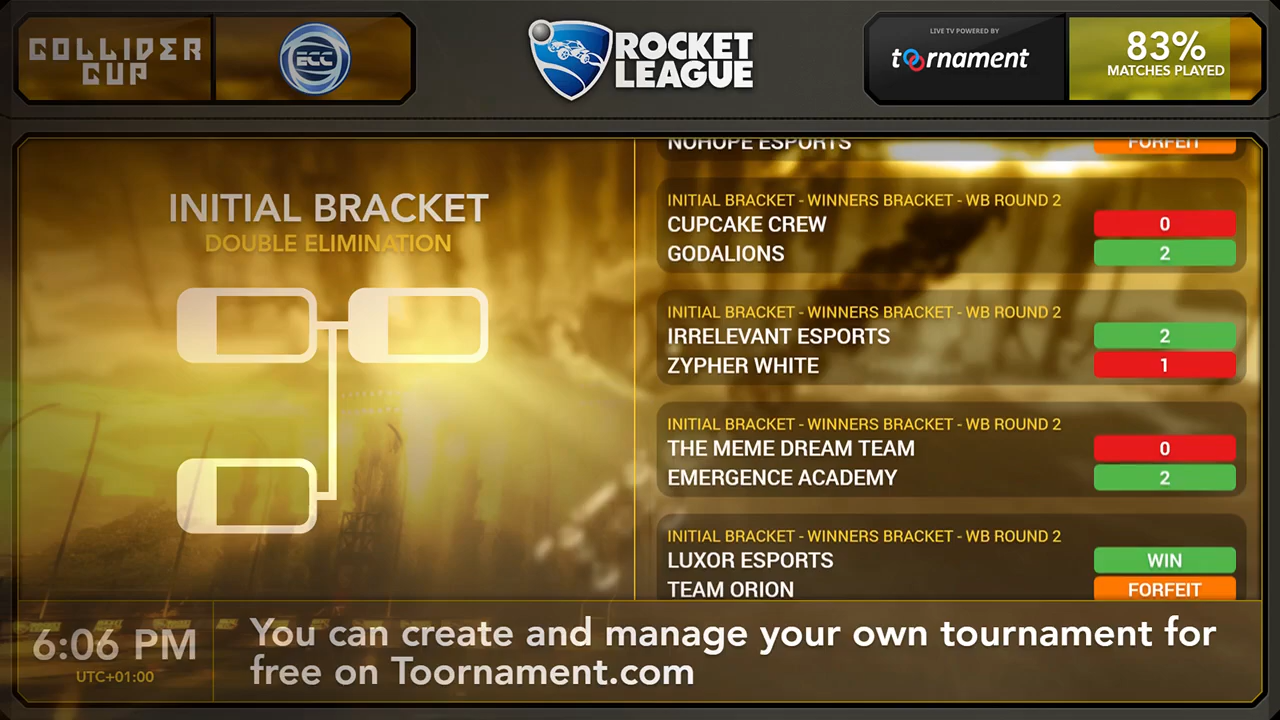 COLLIDER
CUP
ECC
ROCKET
LEAGUE
LIVE TV POWERED BY
toornament
83%
MATCHES PLAYED
INITIAL BRACKET
DOUBLE ELIMINATION
NOHOPE ESPORTS
FORFEIT
INITIAL BRACKET - WINNERS BRACKET - WB ROUND 2
CUPCAKE CREW 0
GODALIONS 2
INITIAL BRACKET - WINNERS BRACKET - WB ROUND 2
IRRELEVANT ESPORTS 2
ZYPHER WHITE 1
INITIAL BRACKET - WINNERS BRACKET - WB ROUND 2
THE MEME DREAM TEAM 0
EMERGENCE ACADEMY 2
INITIAL BRACKET - WINNERS BRACKET - WB ROUND 2
LUXOR ESPORTS WIN
TEAM ORION FORFEIT
6:06 PM
UTC+01:00
You can create and manage your own tournament for
free on Toornament.com